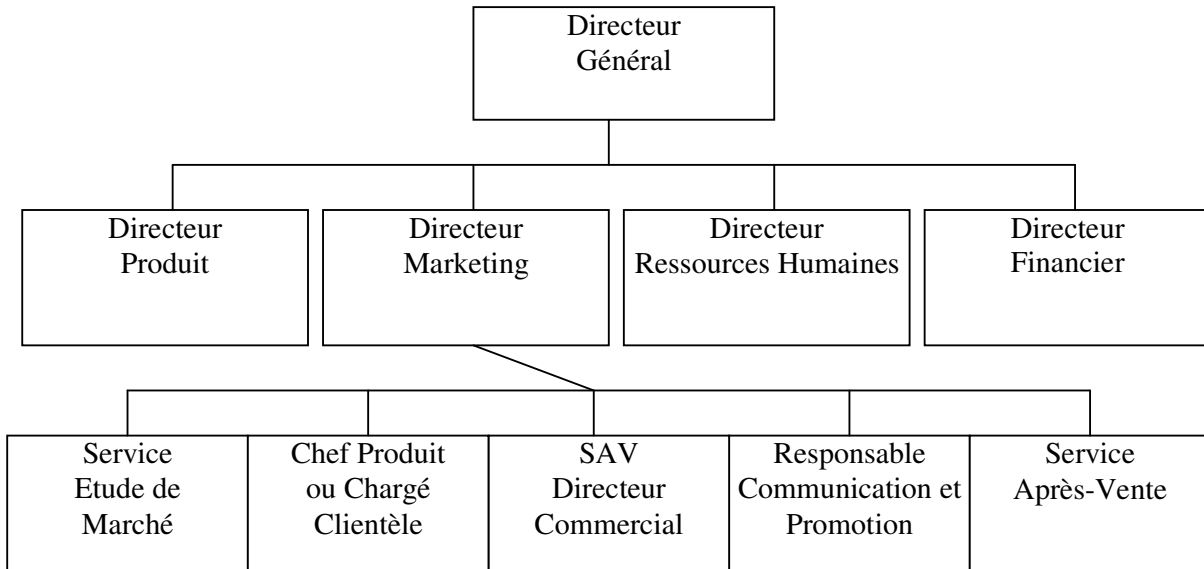 Directeur
Général
Directeur
Produit
Directeur
Marketing
Directeur
Ressources Humaines
Directeur
Financier
Service
Etude de
Marché
Chef Produit
ou Chargé
Clientèle
SAV
Directeur
Commercial
Responsable
Communication et
Promotion
Service
Après-Vente